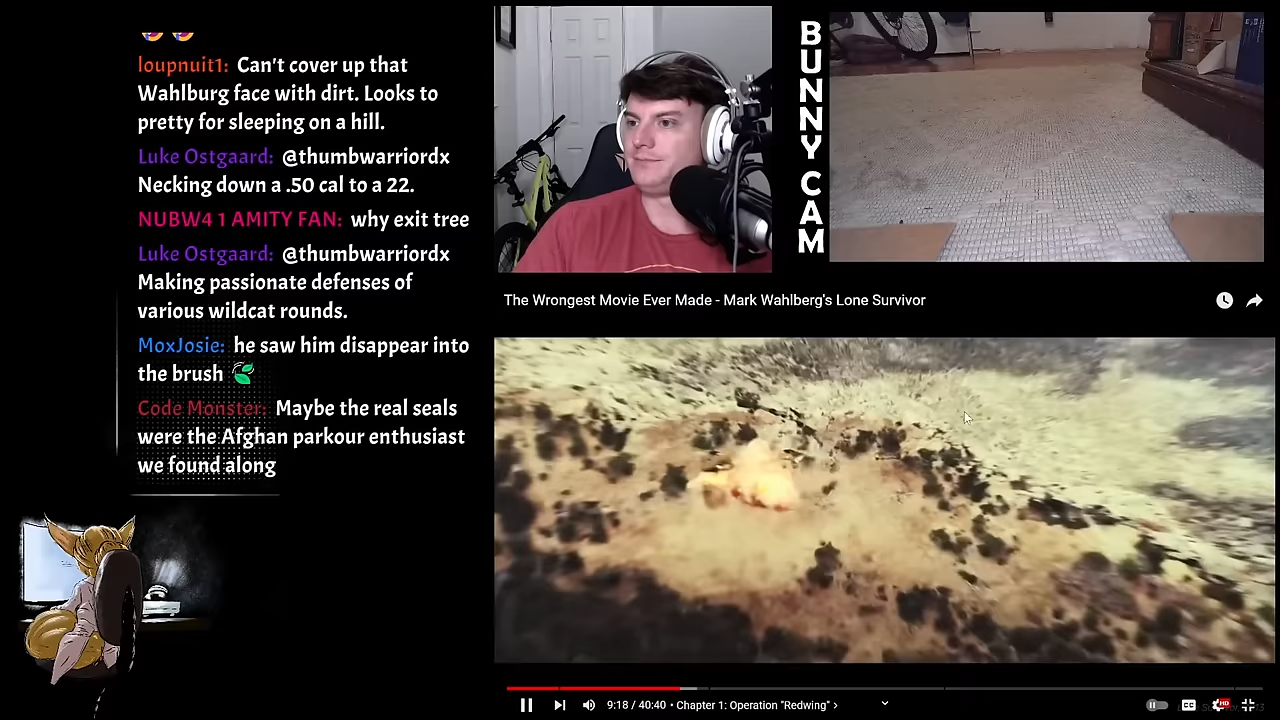 loupnuit1: Can't cover up that
Wahlburg face with dirt. Looks to
pretty for sleeping on a hill.
Luke Ostgaard: @thumbwarriordx
Necking down a .50 cal to a 22.
NUBW4 1 AMITY FAN: why exit tree
Luke Ostgaard: @thumbwarriordx
Making passionate defenses of
various wildcat rounds.
MoxJosie: he saw him disappear into
the brush
Code Monster: Maybe the real seals
were the Afghan parkour enthusiast
we found along
BUNNY CAM
The Wrongest Movie Ever Made - Mark Wahlberg's Lone Survivor
9:18 / 40:40 • Chapter 1: Operation "Redwing" ›
CC
HD